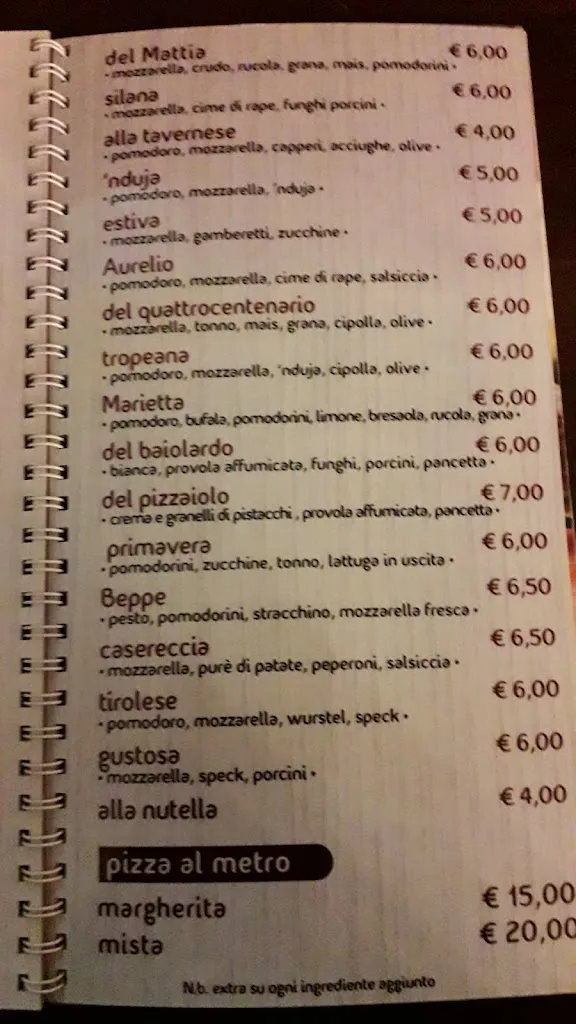 del Mattia € 6,00
• mozzarella, crudo, rucola, grana, mais, pomodorini •
silana € 6,00
• mozzarella, cime di rape, funghi porcini •
alla tavernese € 4,00
• pomodoro, mozzarella, capperi, acciughe, olive •
'nduja € 5,00
• pomodoro, mozzarella, 'nduja •
estiva € 5,00
• mozzarella, gamberetti, zucchine •
Aurelio € 6,00
• pomodoro, mozzarella, cime di rape, salsiccia •
del quattrocentenario € 6,00
• mozzarella, tonno, mais, grana, cipolla, olive •
tropeana € 6,00
• pomodoro, mozzarella, 'nduja, cipolla, olive •
Marietta € 6,00
• pomodoro, bufala, pomodorini, limone, bresaola, rucola, grana •
del baiolardo € 6,00
• bianca, provola affumicata, funghi, porcini, pancetta •
del pizzaiolo € 7,00
• crema e granelli di pistacchi , provola affumicata, pancetta •
primavera € 6,00
• pomodorini, zucchine, tonno, lattuga in uscita •
Beppe € 6,50
• pesto, pomodorini, stracchino, mozzarella fresca •
casereccia € 6,50
• mozzarella, purè di patate, peperoni, salsiccia •
tirolese € 6,00
• pomodoro, mozzarella, wurstel, speck •
gustosa € 6,00
• mozzarella, speck, porcini •
alla nutella € 4,00
pizza al metro
margherita € 15,00
mista € 20,00
N.b. extra su ogni ingrediente aggiunto